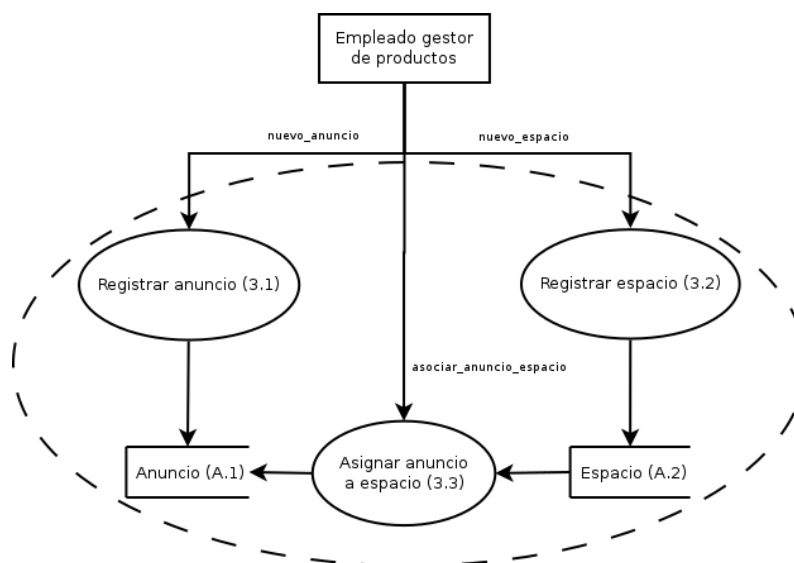 Empleado gestor
de productos
nuevo_anuncio
nuevo_espacio
Registrar anuncio (3.1)
Registrar espacio (3.2)
asociar_anuncio_espacio
Anuncio (A.1)
Asignar anuncio
a espacio (3.3)
Espacio (A.2)